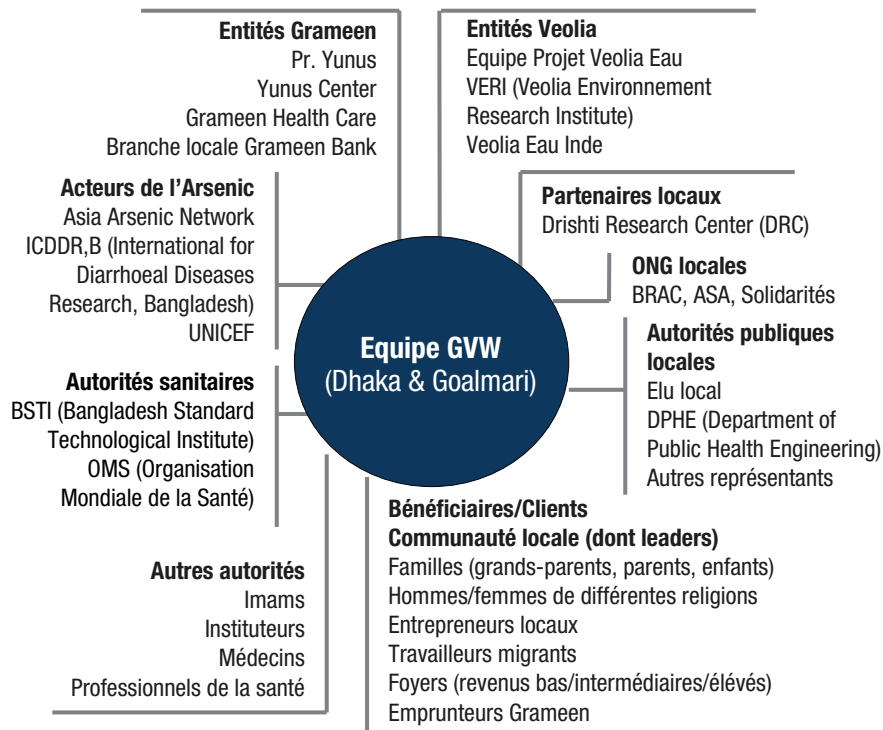 Entités Grameen
Pr. Yunus
Yunus Center
Grameen Health Care
Branche locale Grameen Bank
Entités Veolia
Equipe Projet Veolia Eau
VERI (Veolia Environnement
Research Institute)
Veolia Eau Inde
Acteurs de l’Arsenic
Asia Arsenic Network
ICDDR,B (International for
Diarrhoeal Diseases
Research, Bangladesh)
UNICEF
Partenaires locaux
Drishti Research Center (DRC)
ONG locales
BRAC, ASA, Solidarités
Equipe GVW
(Dhaka & Goalmari)
Autorités publiques
locales
Elu local
DPHE (Department of
Public Health Engineering)
Autres représentants
Autorités sanitaires
BSTI (Bangladesh Standard
Technological Institute)
OMS (Organisation
Mondiale de la Santé)
Autres autorités
Imams
Instituteurs
Médecins
Professionnels de la santé
Bénéficiaires/Clients
Communauté locale (dont leaders)
Familles (grands-parents, parents, enfants)
Hommes/femmes de différentes religions
Entrepreneurs locaux
Travailleurs migrants
Foyers (revenus bas/intermédiaires/élévés)
Emprunteurs Grameen